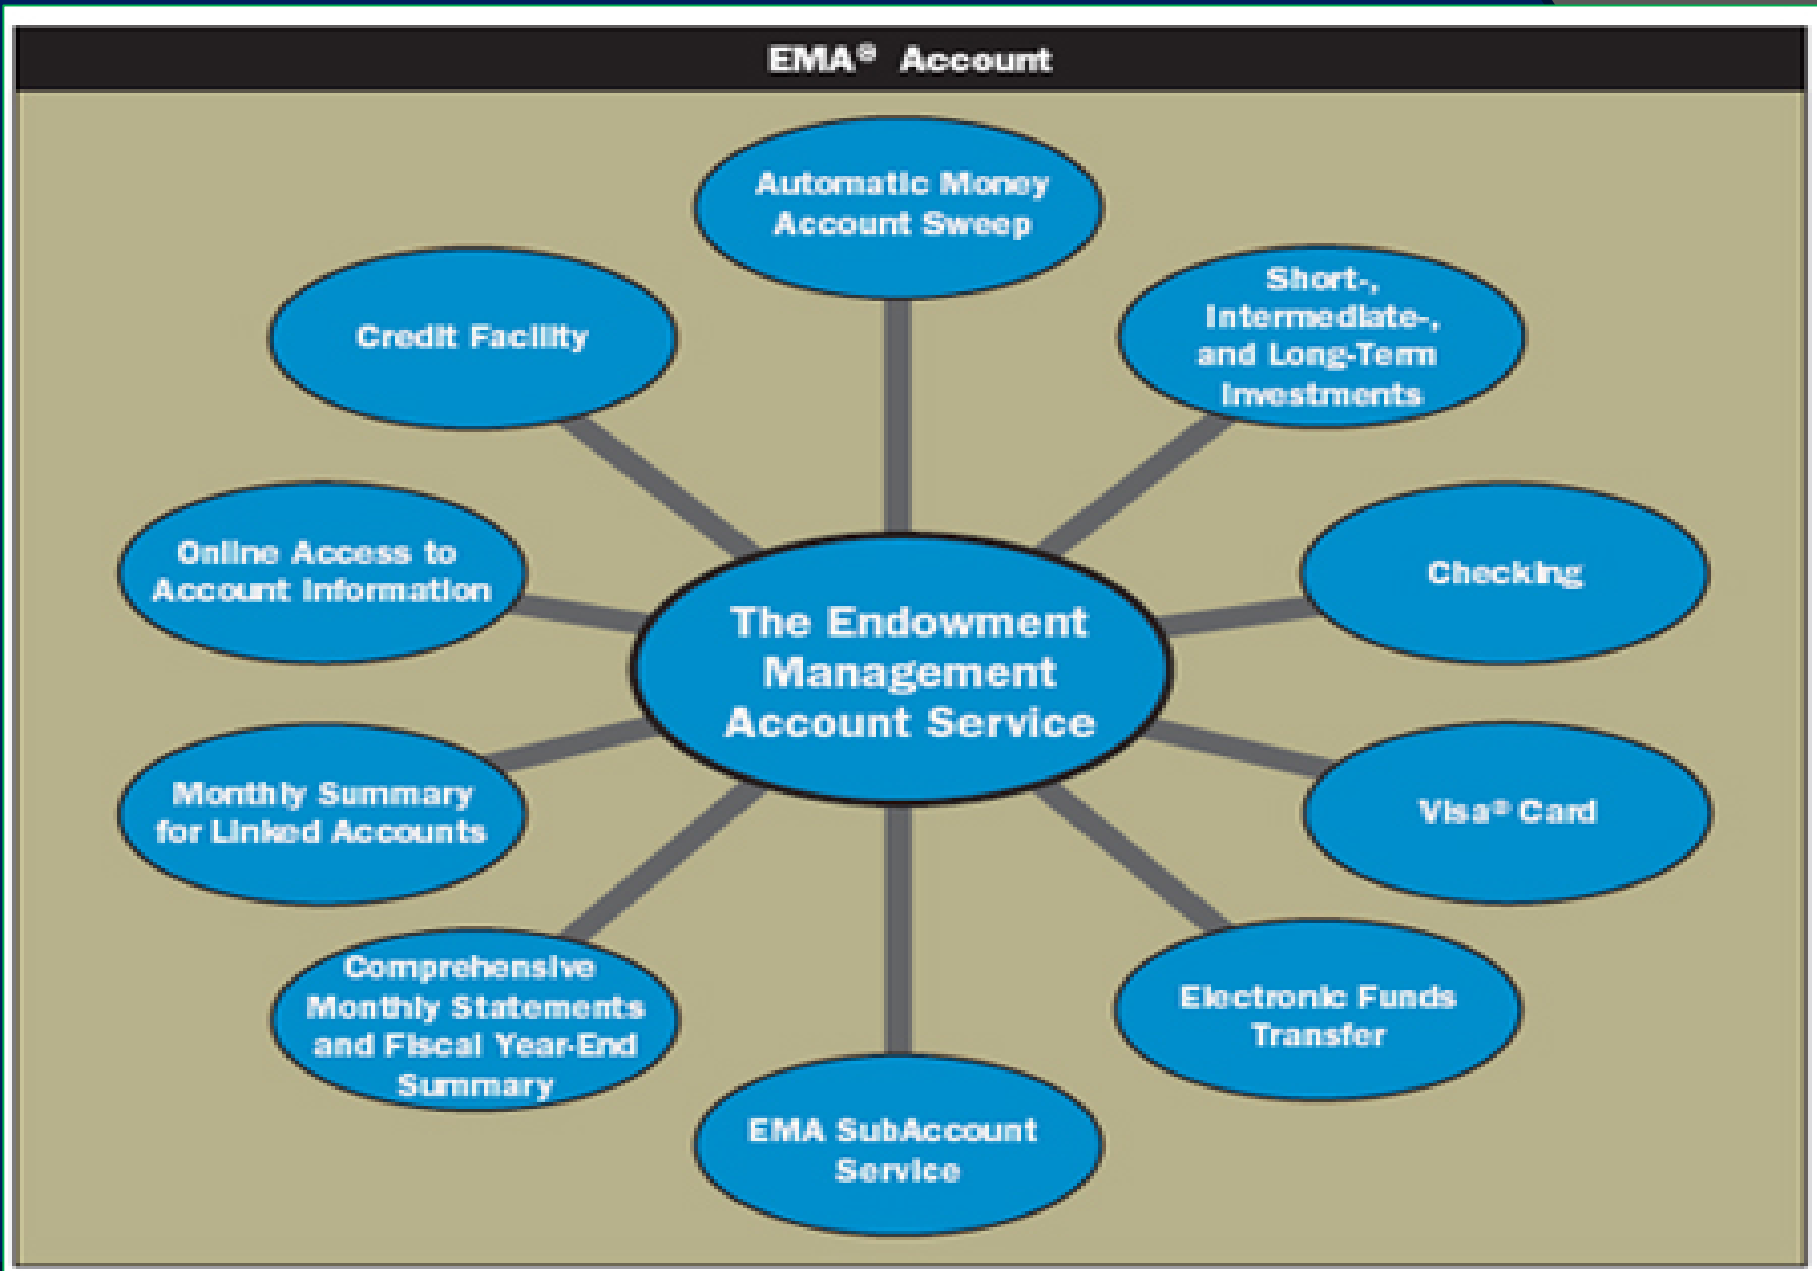 EMA® Account
Automatic Money
Account Sweep
Short-,
Intermediate-,
and Long-Term
Investments
Checking
Visa® Card
Electronic Funds
Transfer
EMA SubAccount
Service
Comprehensive
Monthly Statements
and Fiscal Year-End
Summary
Monthly Summary
for Linked Accounts
Online Access to
Account Information
Credit Facility
The Endowment
Management
Account Service